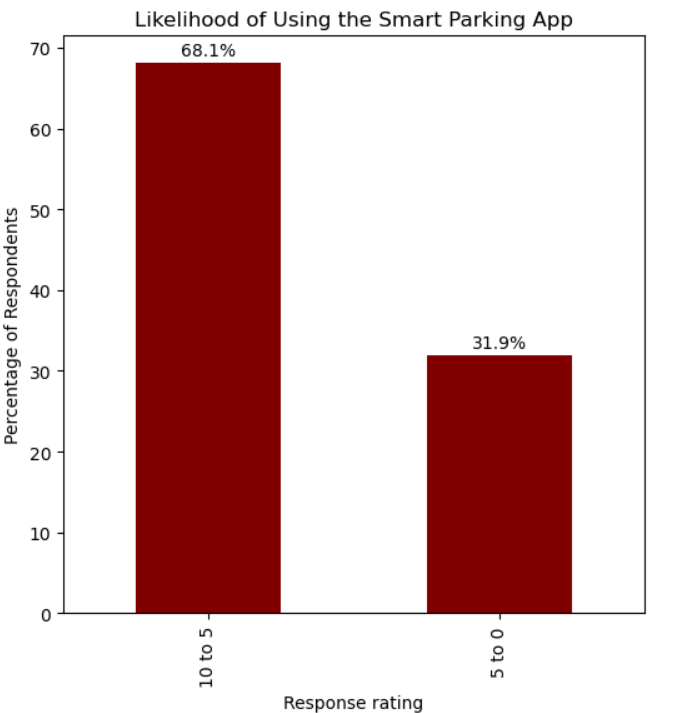 Likelihood of Using the Smart Parking App
68.1%
31.9%
70
60
50
40
30
20
10
0
Percentage of Respondents
10 to 5
5 to 0
Response rating